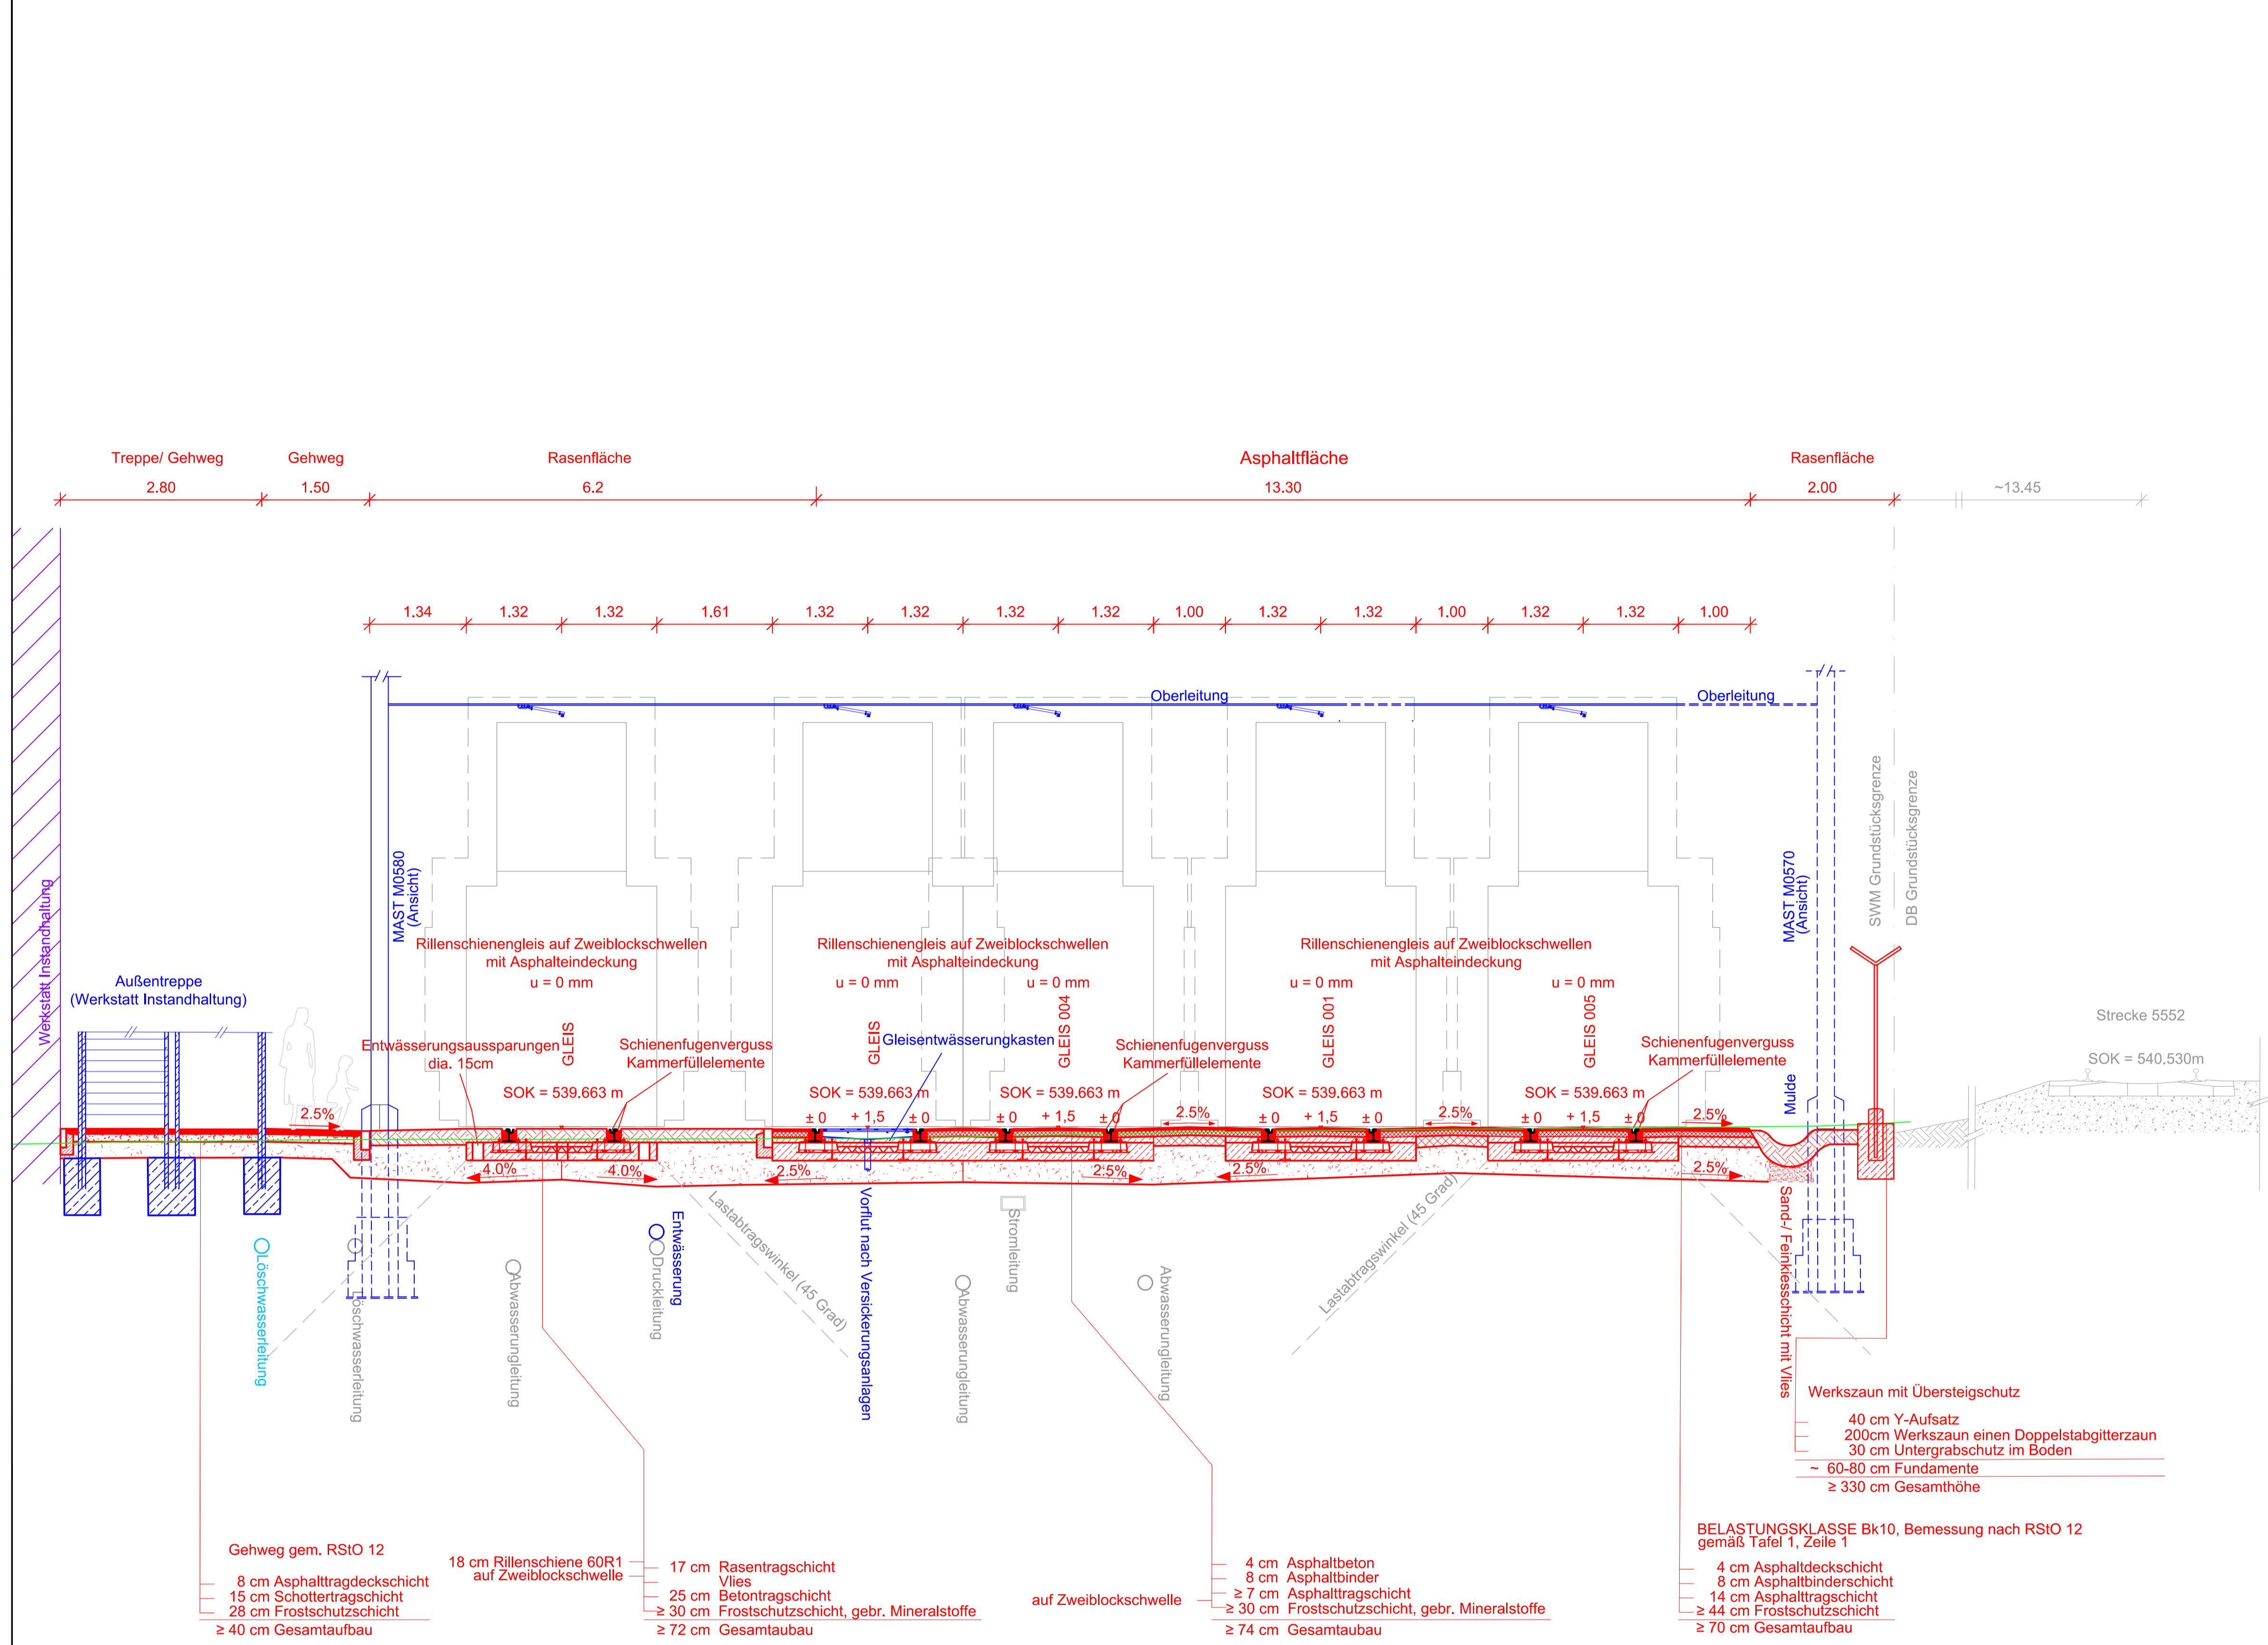 Treppe/ Gehweg
Gehweg
Rasenfläche
Asphaltfläche
Rasenfläche
2.80
1.50
6.2
13.30
2.00
~13.45
1.34
1.32
1.32
1.61
1.32
1.32
1.32
1.32
1.00
1.32
1.32
1.00
1.32
1.32
1.00
Oberleitung
Oberleitung
Werkstatt Instandhaltung
MAST M0580
(Ansicht)
MAST M0570
(Ansicht)
SWM Grundstücksgrenze
DB Grundstücksgrenze
Rillenschienengleis auf Zweiblockschwellen
mit Asphalteindeckung
u = 0 mm
Rillenschienengleis auf Zweiblockschwellen
mit Asphalteindeckung
u = 0 mm
u = 0 mm
Rillenschienengleis auf Zweiblockschwellen
mit Asphalteindeckung
u = 0 mm
u = 0 mm
Außentreppe
(Werkstatt Instandhaltung)
GLEIS
GLEIS
GLEIS 004
GLEIS 001
GLEIS 005
Entwässerungsaussparungen
dia. 15cm
Schienenfugenverguss
Kammerfüllelemente
Gleisentwässerungkasten
Schienenfugenverguss
Kammerfüllelemente
Schienenfugenverguss
Kammerfüllelemente
Strecke 5552
SOK = 540.530m
Mulde
SOK = 539.663 m
SOK = 539.663 m
SOK = 539.663 m
SOK = 539.663 m
SOK = 539.663 m
2.5%
± 0
+ 1,5
± 0
± 0
+ 1,5
± 0
2.5%
± 0
+ 1,5
± 0
2.5%
± 0
+ 1,5
± 0
2.5%
4.0%
4.0%
2.5%
2.5%
2.5%
2.5%
Löschwasserleitung
Löschwasserleitung
Abwasserungleitung
Entwässerung
Druckleitung
Lastabtragswinkel (45 Grad)
Vorflut nach Versickerungsanlagen
Abwasserungleitung
Stromleitung
Abwasserungleitung
Lastabtragswinkel (45 Grad)
Sand-/ Feinkiesschicht mit Vlies
Werkszaun mit Übersteigschutz
40 cm Y-Aufsatz
200cm Werkszaun einen Doppelstabgitterzaun
30 cm Untergrabschutz im Boden
~ 60-80 cm Fundamente
≥ 330 cm Gesamthöhe
Gehweg gem. RStO 12
8 cm Asphalttragdeckschicht
15 cm Schottertragschicht
28 cm Frostschutzschicht
≥ 40 cm Gesamtaufbau
18 cm Rillenschiene 60R1
auf Zweiblockschwelle
17 cm Rasentragschicht
Vlies
25 cm Betontragschicht
≥ 30 cm Frostschutzschicht, gebr. Mineralstoffe
≥ 72 cm Gesamtaubau
auf Zweiblockschwelle
4 cm Asphaltbeton
8 cm Asphaltbinder
≥ 7 cm Asphalttragschicht
≥ 30 cm Frostschutzschicht, gebr. Mineralstoffe
≥ 74 cm Gesamtaubau
BELASTUNGSKLASSE Bk10, Bemessung nach RStO 12
gemäß Tafel 1, Zeile 1
4 cm Asphaltdeckschicht
8 cm Asphaltbinderschicht
14 cm Asphalttragschicht
≥ 44 cm Frostschutzschicht
≥ 70 cm Gesamtaufbau